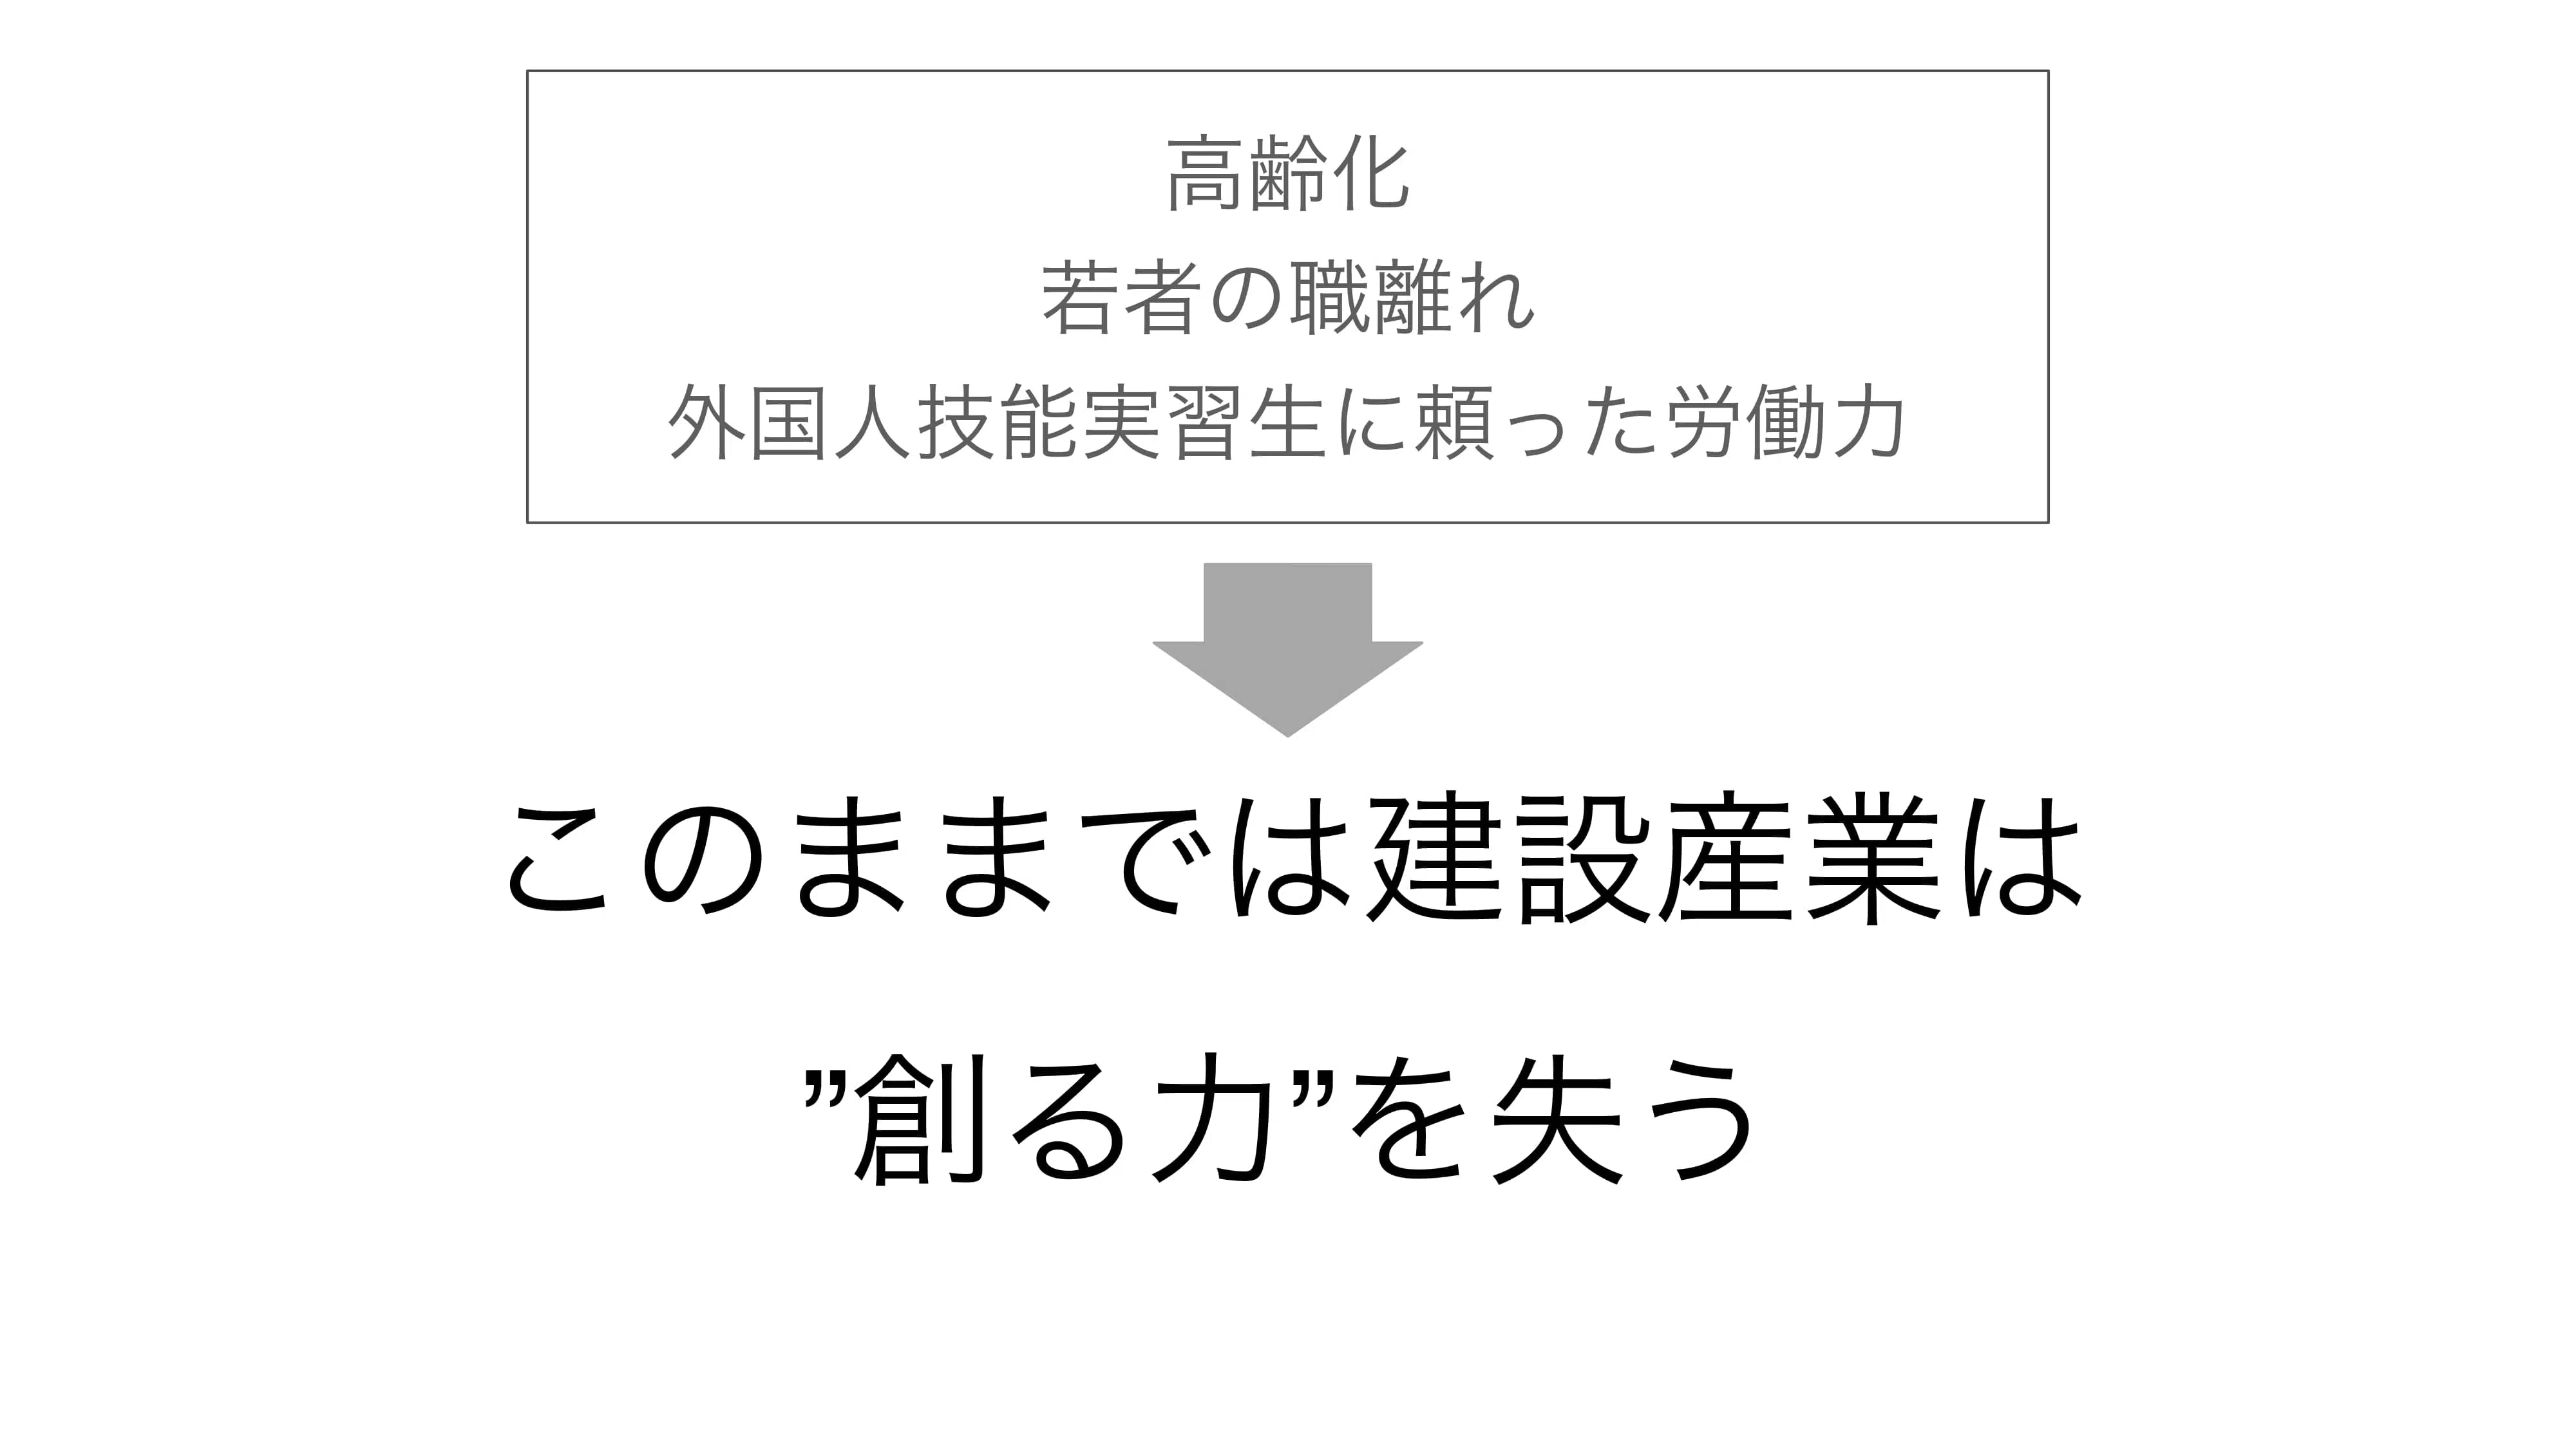 高齢化
若者の職離れ
外国人技能実習生に頼った労働力
このままでは建設産業は
”創る力”を失う